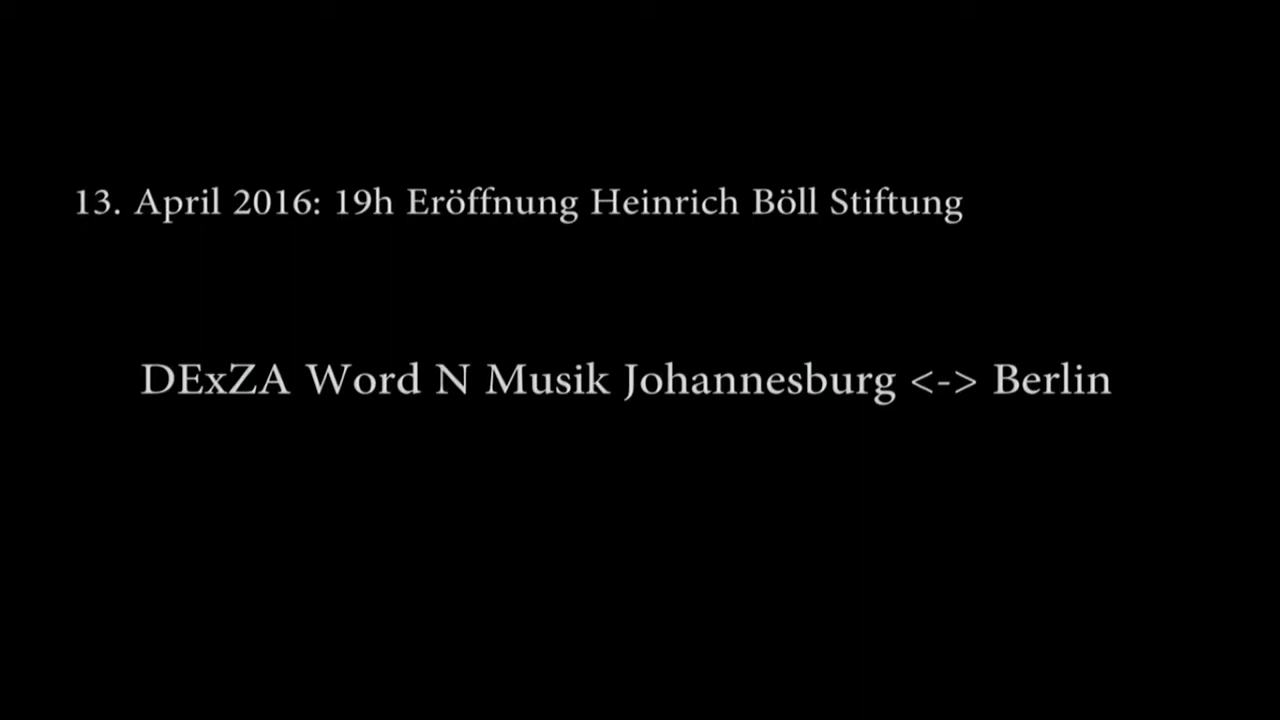 13. April 2016: 19h Eröffnung Heinrich Böll Stiftung
DExZA Word N Musik Johannesburg <-> Berlin